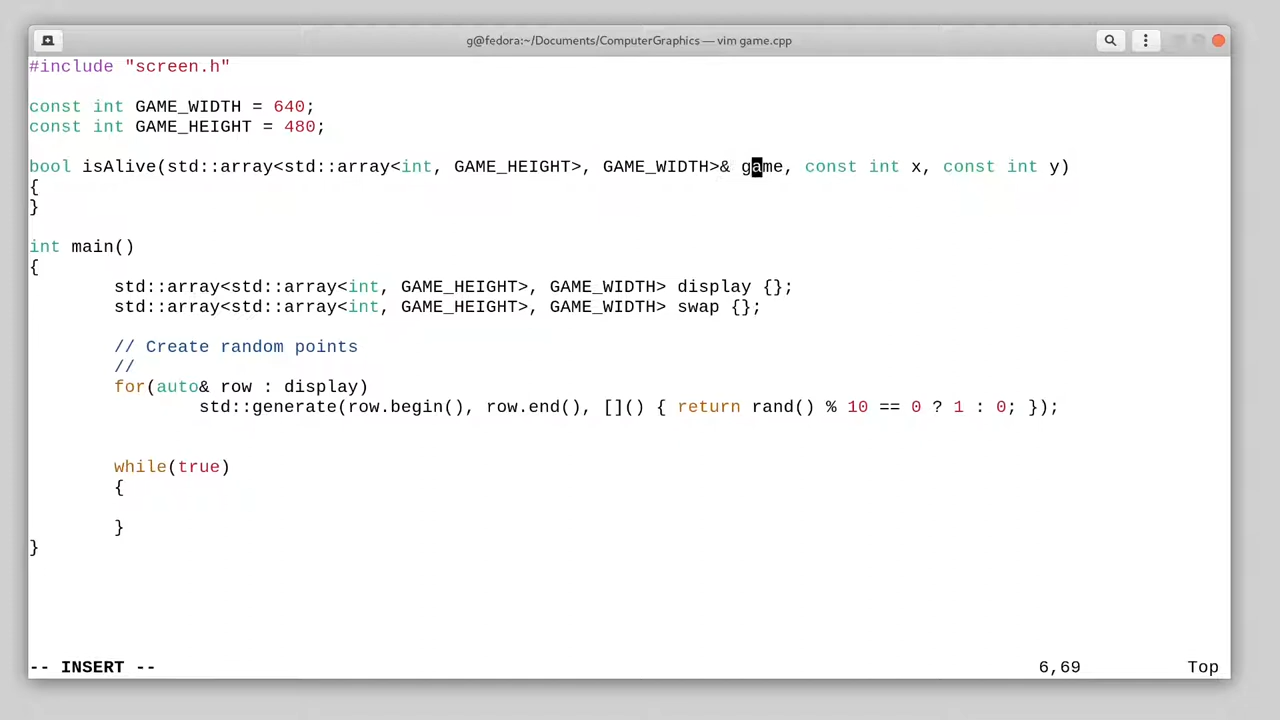 g@fedora:~/Documents/ComputerGraphics — vim game.cpp
#include "screen.h"
const int GAME_WIDTH = 640;
const int GAME_HEIGHT = 480;
bool isAlive(std::array<std::array<int, GAME_HEIGHT>, GAME_WIDTH>& game, const int x, const int y)
{
}
int main()
{
std::array<std::array<int, GAME_HEIGHT>, GAME_WIDTH> display {};
std::array<std::array<int, GAME_HEIGHT>, GAME_WIDTH> swap {};
// Create random points
//
for(auto& row : display)
std::generate(row.begin(), row.end(), []() { return rand() % 10 == 0 ? 1 : 0; });
while(true)
{
}
}
-- INSERT -- 6,69 Top